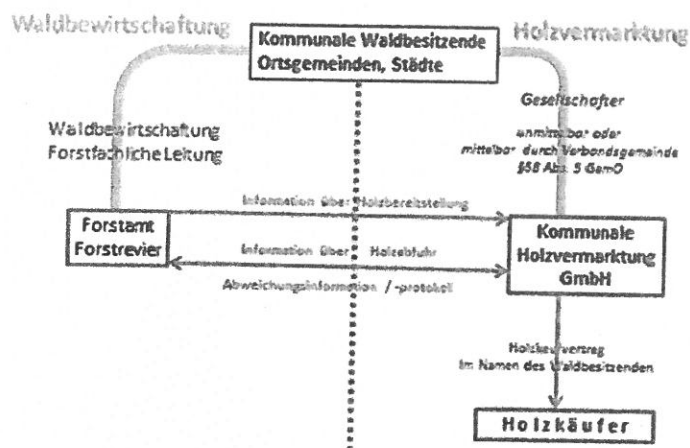 Waldbewirtschaftung
Holzvermarktung
Kommunale Waldbesitzende
Ortsgemeinden, Städte
Gesellschafter
unmittelbar oder
mittelbar durch Verbandsgemeinde
§68 Abs. 5 GemO
Waldbewirtschaftung
Forstfachliche Leitung
Information über Holzbereitstellung
Forstamt
Forstrevier
Kommunale
Holzvermarktung
GmbH
Information über Holzabfuhr
Abweichungsinformation / -protokoll
Holzkaufvertrag
Im Namen des Waldbesitzenden
Holzkäufer